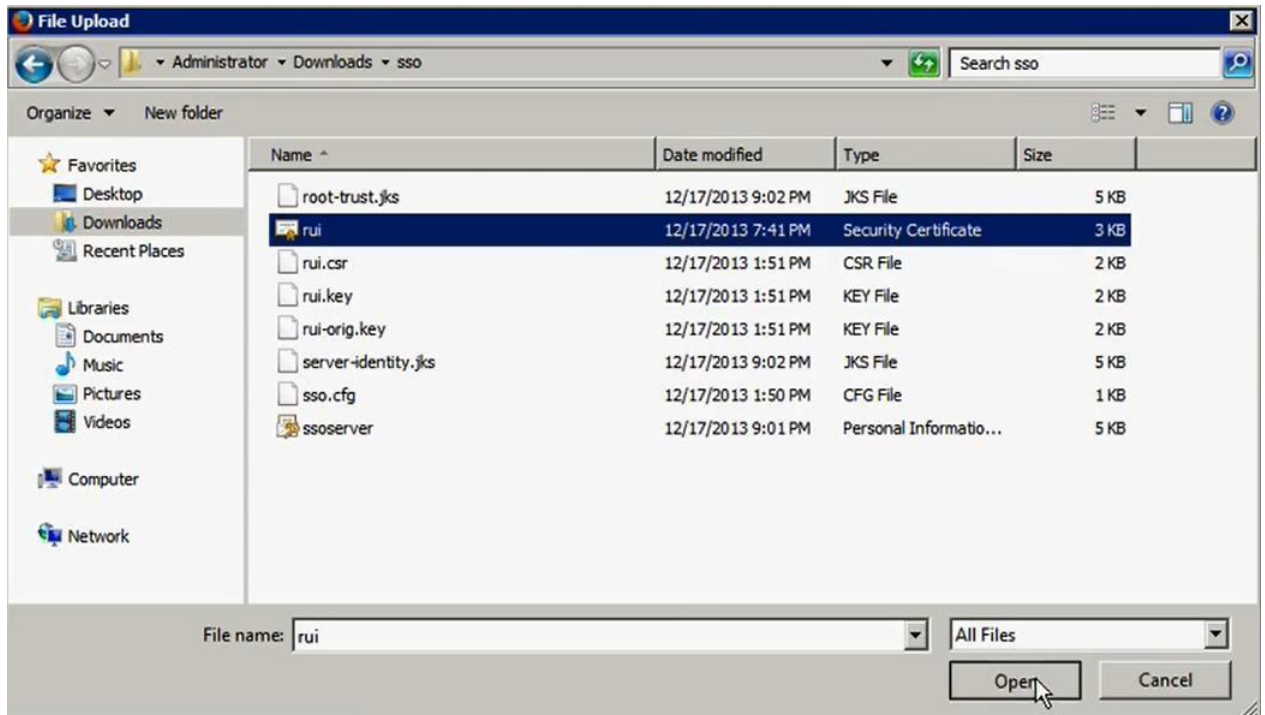 File Upload
Administrator Downloads sso
Search sso
Organize New folder
Favorites
Desktop
Downloads
Recent Places
Libraries
Documents
Music
Pictures
Videos
Computer
Network
Name Date modified Type Size
root-trust.jks 12/17/2013 9:02 PM JKS File 5 KB
rui 12/17/2013 7:41 PM Security Certificate 3 KB
rui.csr 12/17/2013 1:51 PM CSR File 2 KB
rui.key 12/17/2013 1:51 PM KEY File 2 KB
rui-orig.key 12/17/2013 1:51 PM KEY File 2 KB
server-identity.jks 12/17/2013 9:02 PM JKS File 5 KB
sso.cfg 12/17/2013 1:50 PM CFG File 1 KB
ssoserver 12/17/2013 9:01 PM Personal Informatio... 5 KB
File name: rui All Files
Open Cancel